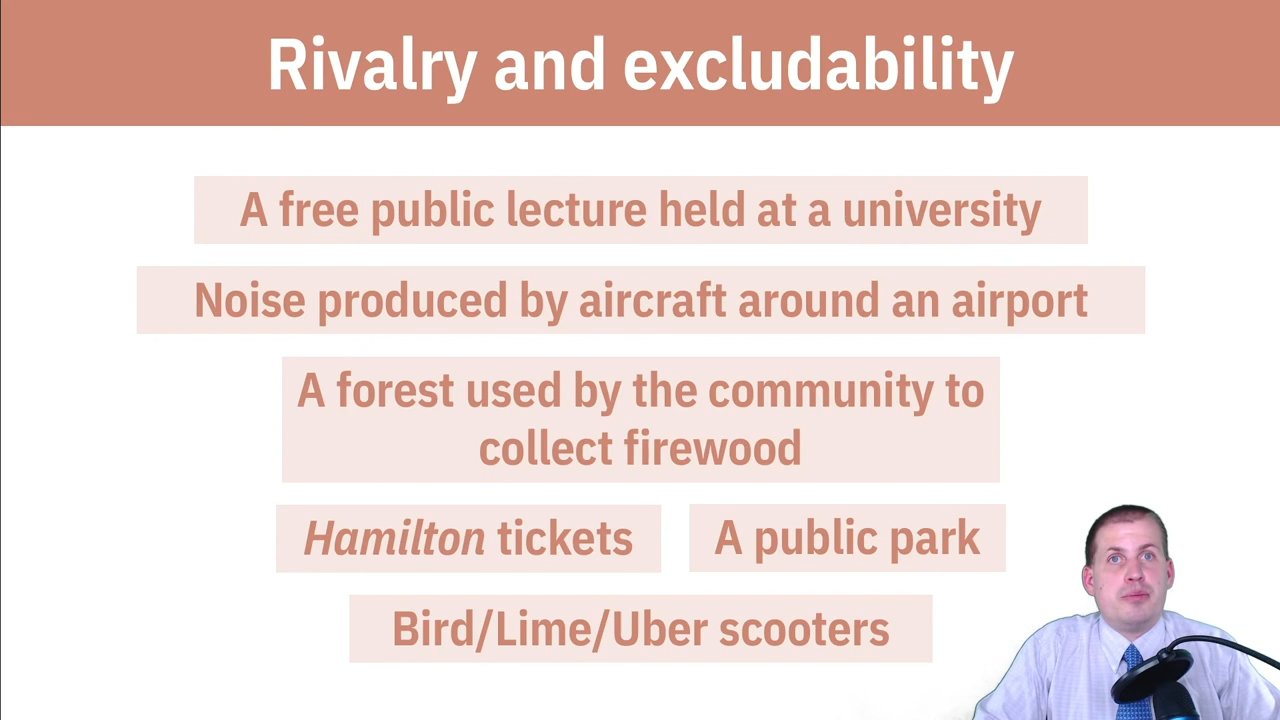 Rivalry and excludability
A free public lecture held at a university
Noise produced by aircraft around an airport
A forest used by the community to
collect firewood
Hamilton tickets
A public park
Bird/Lime/Uber scooters